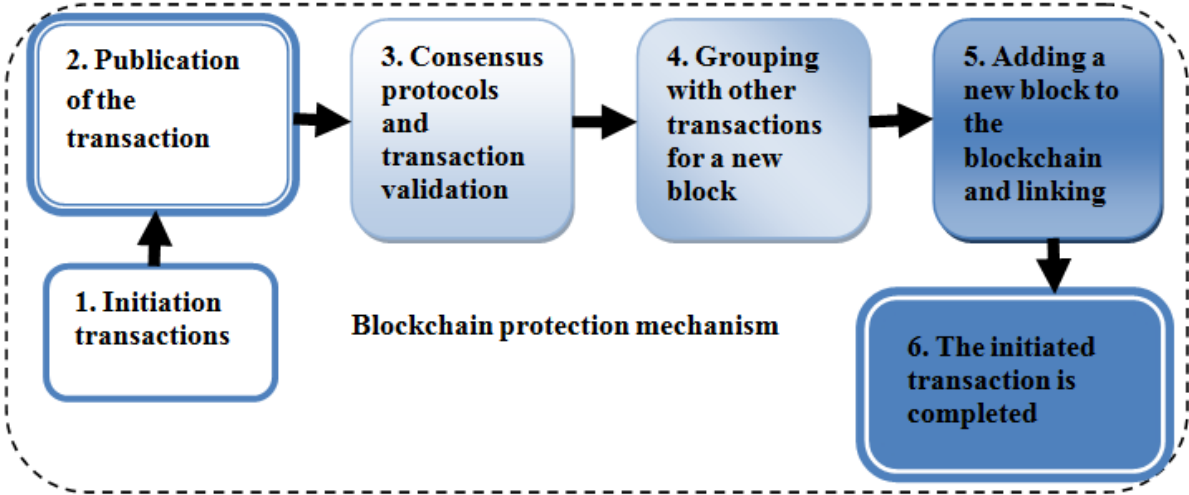 2. Publication
of the
transaction
3. Consensus
protocols
and
transaction
validation
4. Grouping
with other
transactions
for a new
block
5. Adding a
new block to
the
blockchain
and linking
1. Initiation
transactions
Blockchain protection mechanism
6. The initiated
transaction is
completed